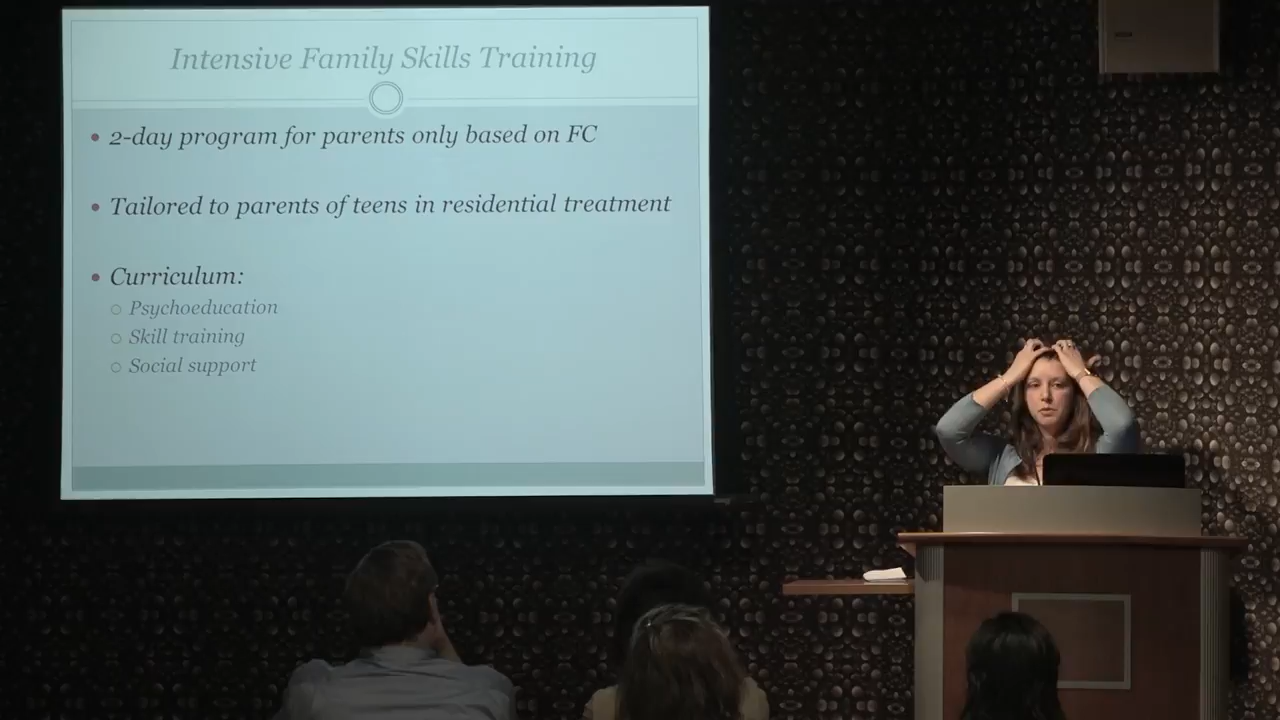 Intensive Family Skills Training
2-day program for parents only based on FC
Tailored to parents of teens in residential treatment
Curriculum:
Psychoeducation
Skill training
Social support